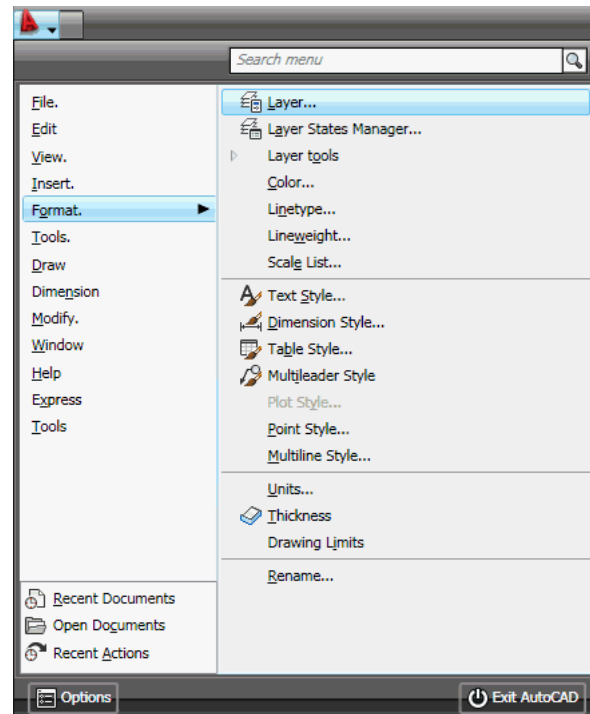 Search menu
File.
Edit
View.
Insert.
Format.
Tools.
Draw
Dimension
Modify.
Window
Help
Express
Tools
Recent Documents
Open Documents
Recent Actions
Layer...
Layer States Manager...
Layer tools
Color...
Linetype...
Lineweight...
Scale List...
Text Style...
Dimension Style...
Table Style...
Multileader Style
Plot Style...
Point Style...
Multiline Style...
Units...
Thickness
Drawing Limits
Rename...
Options
Exit AutoCAD